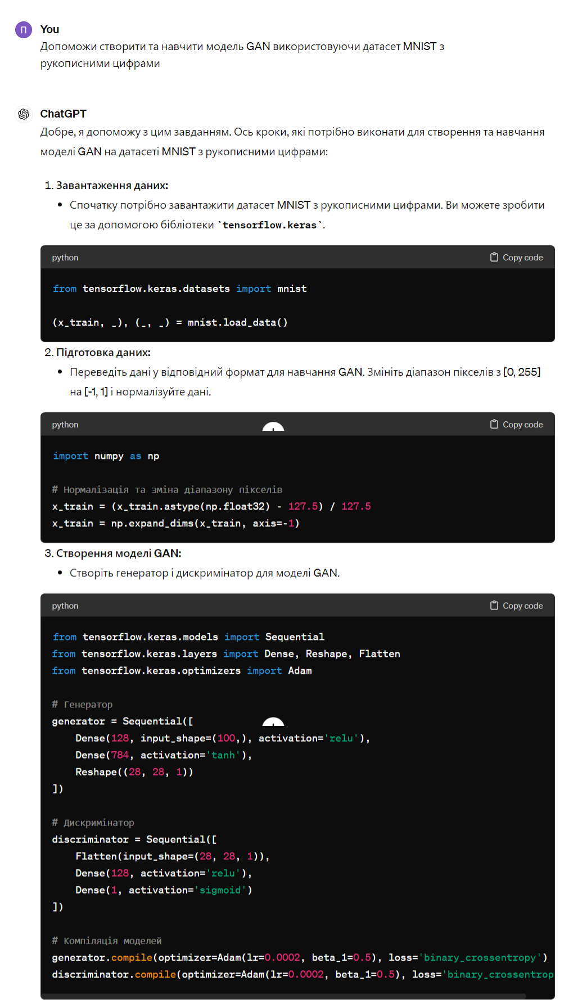 П
You
Допоможи створити та навчити модель GAN використовуючи датасет MNIST з
рукописними цифрами
ChatGPT
Добре, я допоможу з цим завданням. Ось кроки, які потрібно виконати для створення та навчання
моделі GAN на датасеті MNIST з рукописними цифрами:
1. Завантаження даних:
• Спочатку потрібно завантажити датасет MNIST з рукописними цифрами. Ви можете зробити
це за допомогою бібліотеки `tensorflow.keras`.
python Copy code
from tensorflow.keras.datasets import mnist
(x_train, _), (_, _) = mnist.load_data()
2. Підготовка даних:
• Переведіть дані у відповідний формат для навчання GAN. Змініть діапазон пікселів з [0, 255]
на [-1, 1] і нормалізуйте дані.
python Copy code
import numpy as np
# Нормалізація та зміна діапазону пікселів
x_train = (x_train.astype(np.float32) - 127.5) / 127.5
x_train = np.expand_dims(x_train, axis=-1)
3. Створення моделі GAN:
• Створіть генератор і дискримінатор для моделі GAN.
python Copy code
from tensorflow.keras.models import Sequential
from tensorflow.keras.layers import Dense, Reshape, Flatten
from tensorflow.keras.optimizers import Adam
# Генератор
generator = Sequential([
    Dense(128, input_shape=(100,), activation='relu'),
    Dense(784, activation='tanh'),
    Reshape((28, 28, 1))
])
# Дискримінатор
discriminator = Sequential([
    Flatten(input_shape=(28, 28, 1)),
    Dense(128, activation='relu'),
    Dense(1, activation='sigmoid')
])
# Компіляція моделей
generator.compile(optimizer=Adam(lr=0.0002, beta_1=0.5), loss='binary_crossentropy')
discriminator.compile(optimizer=Adam(lr=0.0002, beta_1=0.5), loss='binary_crossentrop